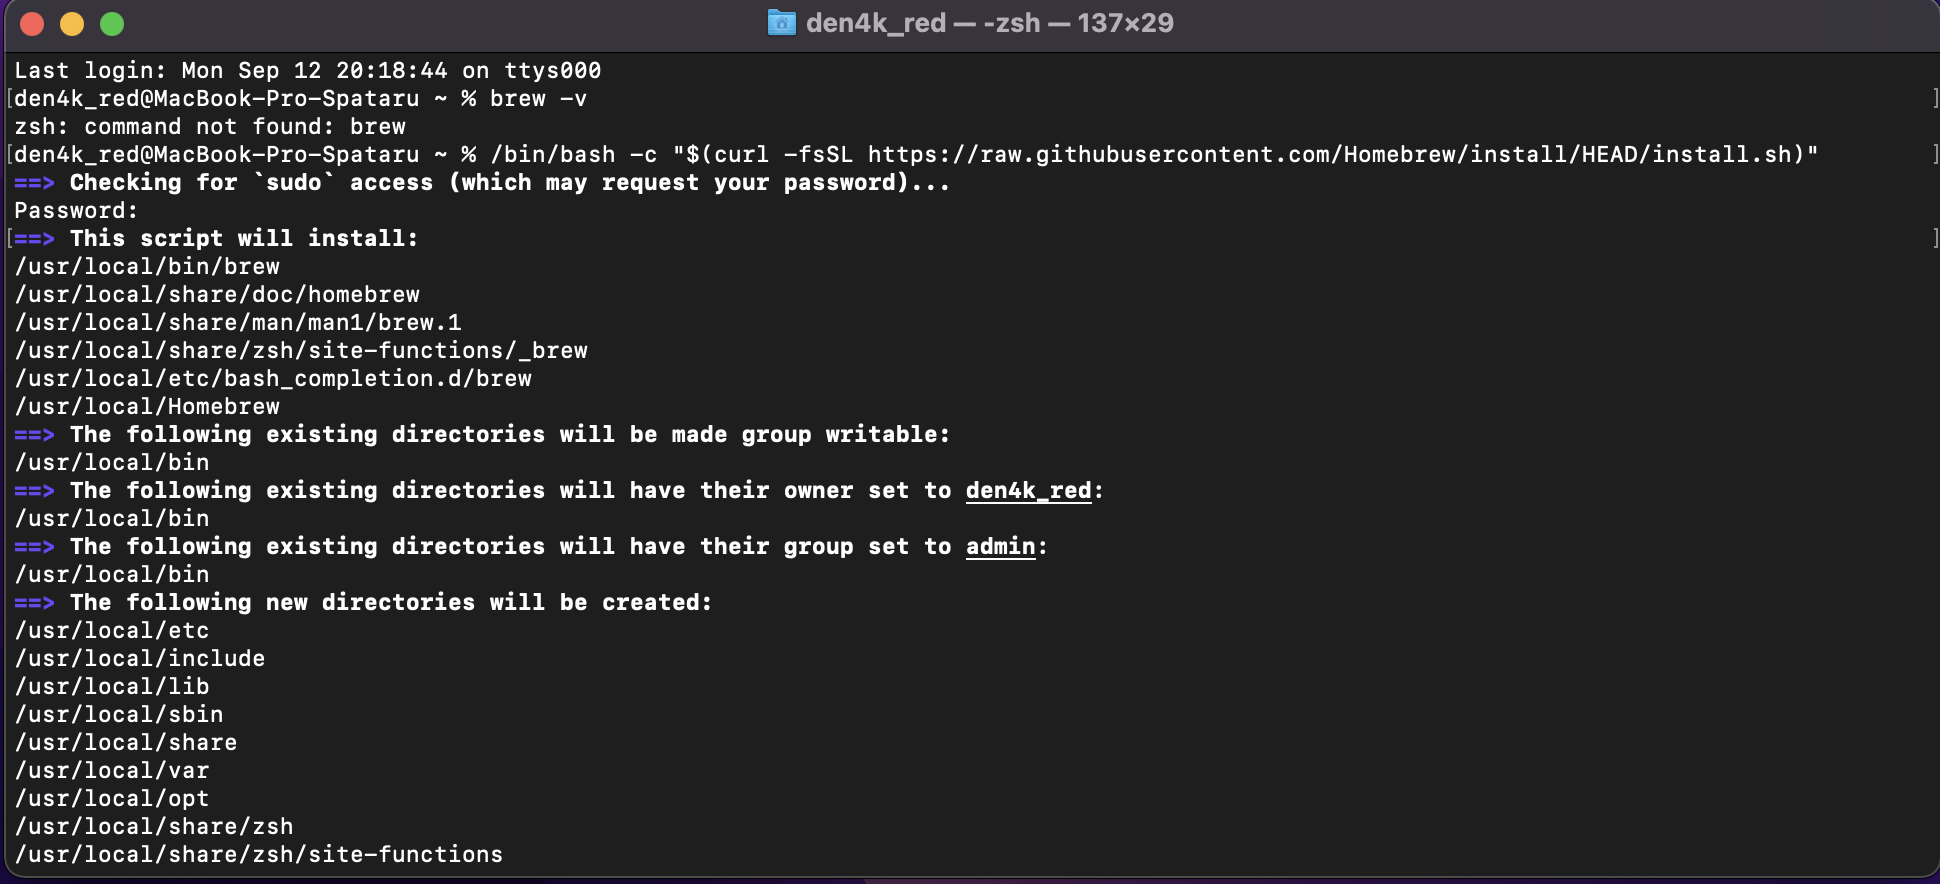 den4k_red — -zsh — 137×29
Last login: Mon Sep 12 20:18:44 on ttys000
[den4k_red@MacBook-Pro-Spataru ~ % brew -v ]
zsh: command not found: brew
[den4k_red@MacBook-Pro-Spataru ~ % /bin/bash -c "$(curl -fsSL https://raw.githubusercontent.com/Homebrew/install/HEAD/install.sh)" ]
==> Checking for `sudo` access (which may request your password)...
Password:
[==> This script will install: ]
/usr/local/bin/brew
/usr/local/share/doc/homebrew
/usr/local/share/man/man1/brew.1
/usr/local/share/zsh/site-functions/_brew
/usr/local/etc/bash_completion.d/brew
/usr/local/Homebrew
==> The following existing directories will be made group writable:
/usr/local/bin
==> The following existing directories will have their owner set to den4k_red:
/usr/local/bin
==> The following existing directories will have their group set to admin:
/usr/local/bin
==> The following new directories will be created:
/usr/local/etc
/usr/local/include
/usr/local/lib
/usr/local/sbin
/usr/local/share
/usr/local/var
/usr/local/opt
/usr/local/share/zsh
/usr/local/share/zsh/site-functions